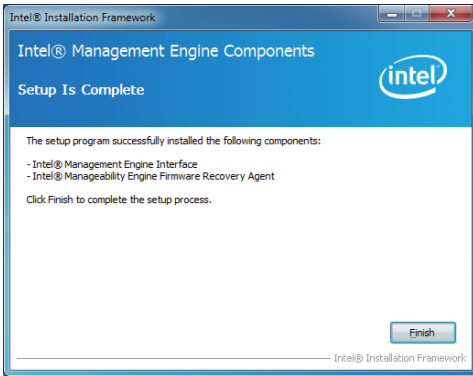 Intel® Installation Framework
Intel® Management Engine Components
Setup Is Complete
intel
The setup program successfully installed the following components:
- Intel® Management Engine Interface
- Intel® Manageability Engine Firmware Recovery Agent
Click Finish to complete the setup process.
Finish
Intel® Installation Framework